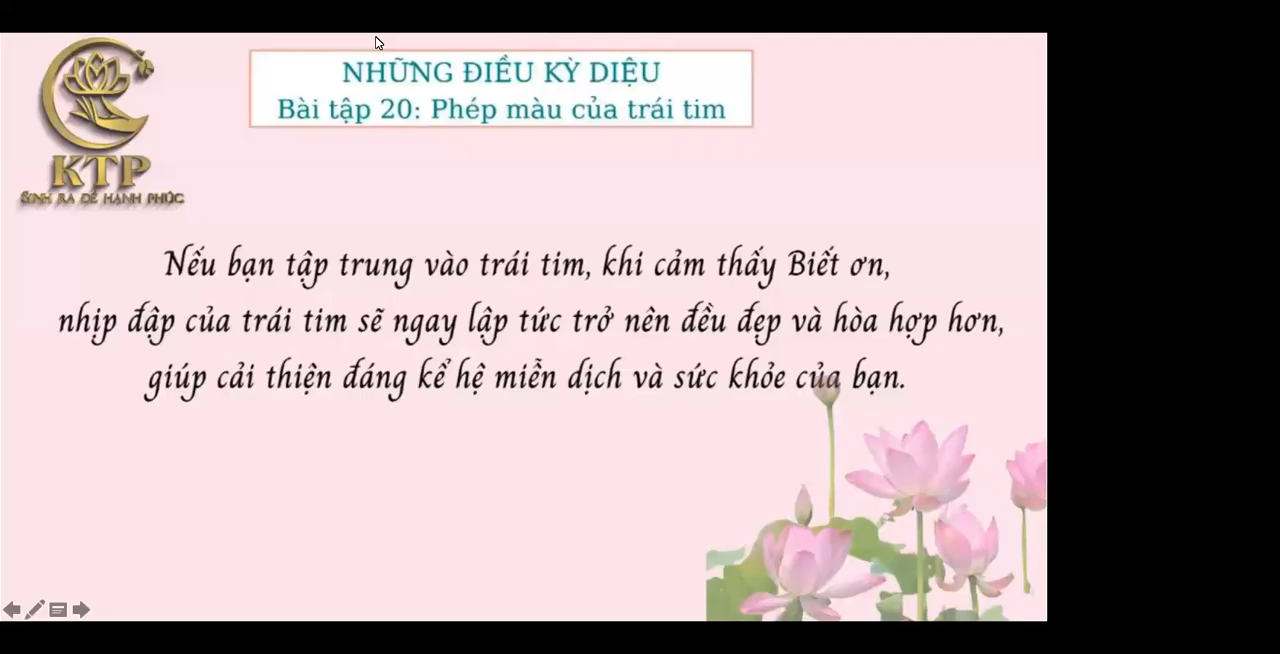 KTP
SINH RA ĐỂ HẠNH PHÚC
NHỮNG ĐIỀU KỲ DIỆU
Bài tập 20: Phép màu của trái tim
Nếu bạn tập trung vào trái tim, khi cảm thấy Biết ơn,
nhịp đập của trái tim sẽ ngay lập tức trở nên đều đẹp và hòa hợp hơn,
giúp cải thiện đáng kể hệ miễn dịch và sức khỏe của bạn.